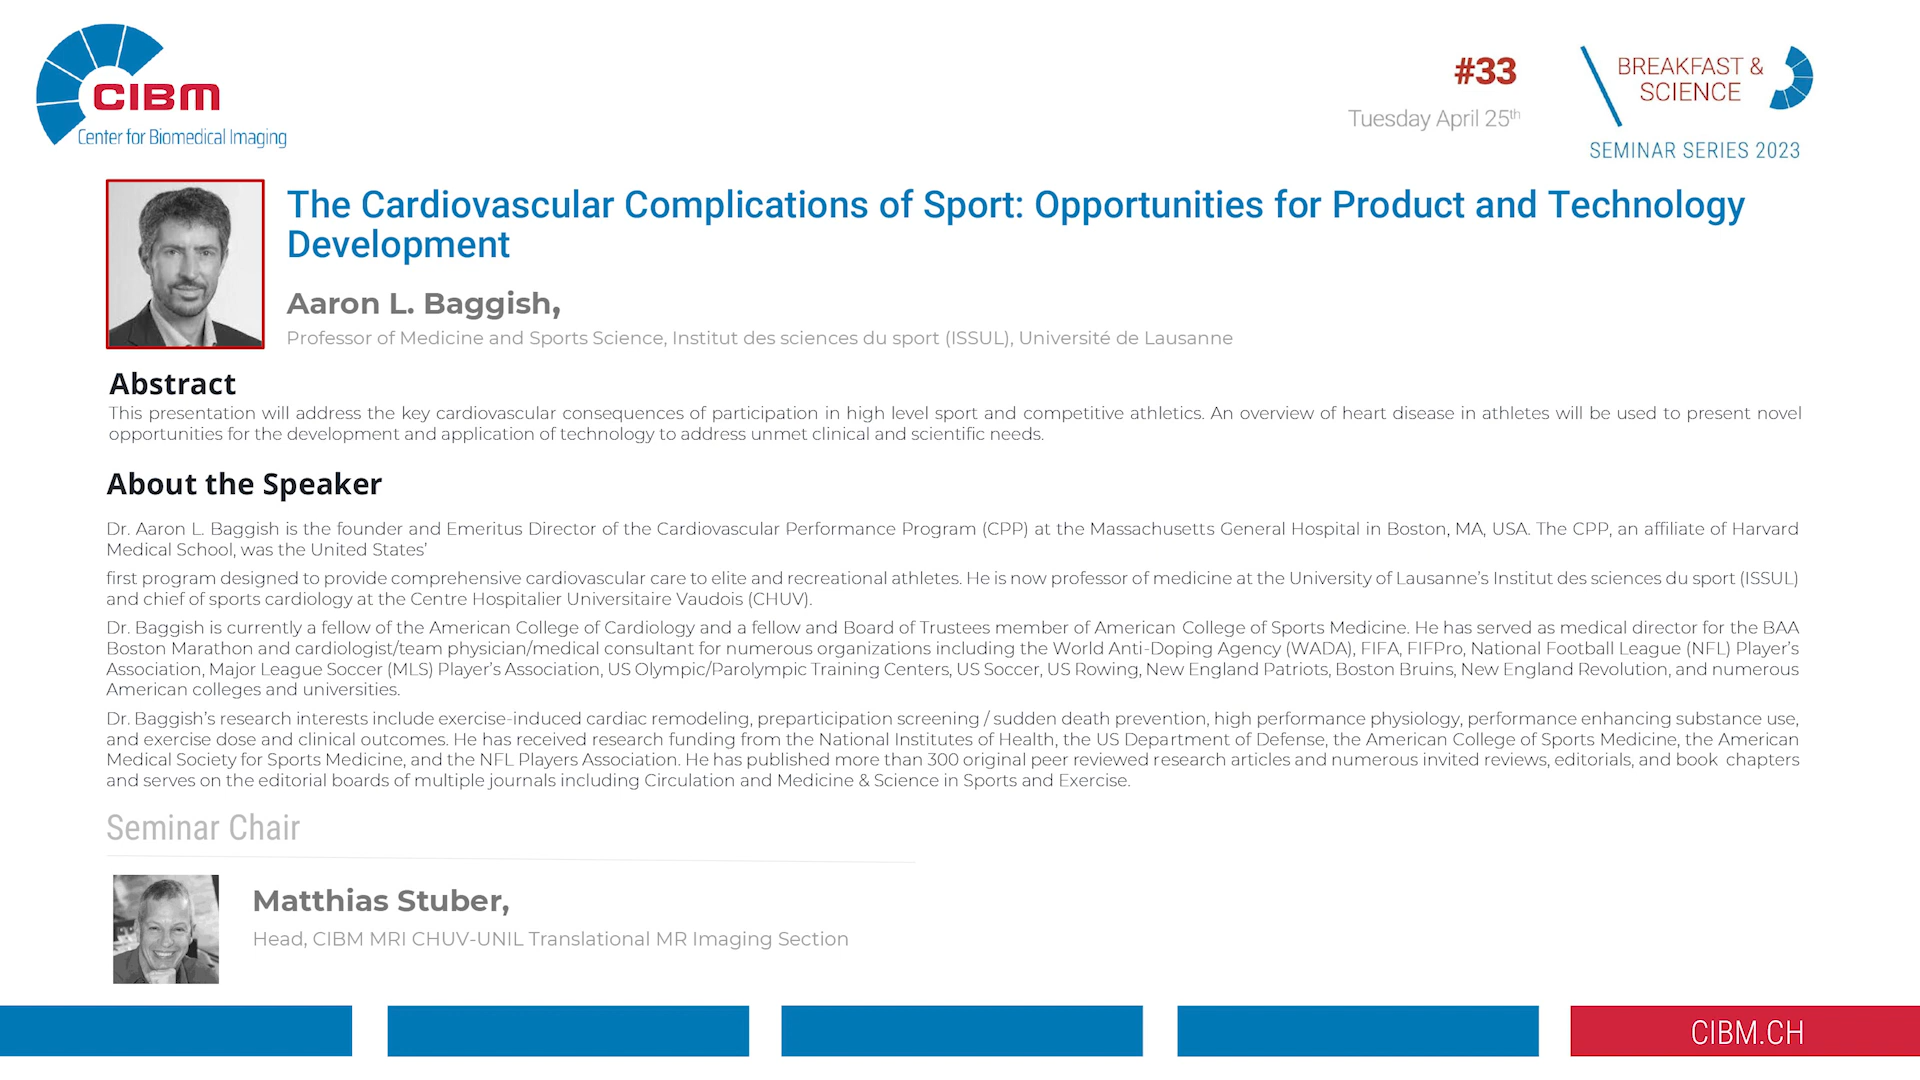 CIBM
Center for Biomedical Imaging
#33
Tuesday April 25th
BREAKFAST &
SCIENCE
SEMINAR SERIES 2023
The Cardiovascular Complications of Sport: Opportunities for Product and Technology
Development
Aaron L. Baggish,
Professor of Medicine and Sports Science, Institut des sciences du sport (ISSUL), Université de Lausanne
Abstract
This presentation will address the key cardiovascular consequences of participation in high level sport and competitive athletics. An overview of heart disease in athletes will be used to present novel
opportunities for the development and application of technology to address unmet clinical and scientific needs.
About the Speaker
Dr. Aaron L. Baggish is the founder and Emeritus Director of the Cardiovascular Performance Program (CPP) at the Massachusetts General Hospital in Boston, MA, USA. The CPP, an affiliate of Harvard
Medical School, was the United States’
first program designed to provide comprehensive cardiovascular care to elite and recreational athletes. He is now professor of medicine at the University of Lausanne’s Institut des sciences du sport (ISSUL)
and chief of sports cardiology at the Centre Hospitalier Universitaire Vaudois (CHUV).
Dr. Baggish is currently a fellow of the American College of Cardiology and a fellow and Board of Trustees member of American College of Sports Medicine. He has served as medical director for the BAA
Boston Marathon and cardiologist/team physician/medical consultant for numerous organizations including the World Anti-Doping Agency (WADA), FIFA, FIFPro, National Football League (NFL) Player’s
Association, Major League Soccer (MLS) Player’s Association, US Olympic/Parolympic Training Centers, US Soccer, US Rowing, New England Patriots, Boston Bruins, New England Revolution, and numerous
American colleges and universities.
Dr. Baggish’s research interests include exercise-induced cardiac remodeling, preparticipation screening / sudden death prevention, high performance physiology, performance enhancing substance use,
and exercise dose and clinical outcomes. He has received research funding from the National Institutes of Health, the US Department of Defense, the American College of Sports Medicine, the American
Medical Society for Sports Medicine, and the NFL Players Association. He has published more than 300 original peer reviewed research articles and numerous invited reviews, editorials, and book chapters
and serves on the editorial boards of multiple journals including Circulation and Medicine & Science in Sports and Exercise.
Seminar Chair
Matthias Stuber,
Head, CIBM MRI CHUV-UNIL Translational MR Imaging Section
CIBM.CH